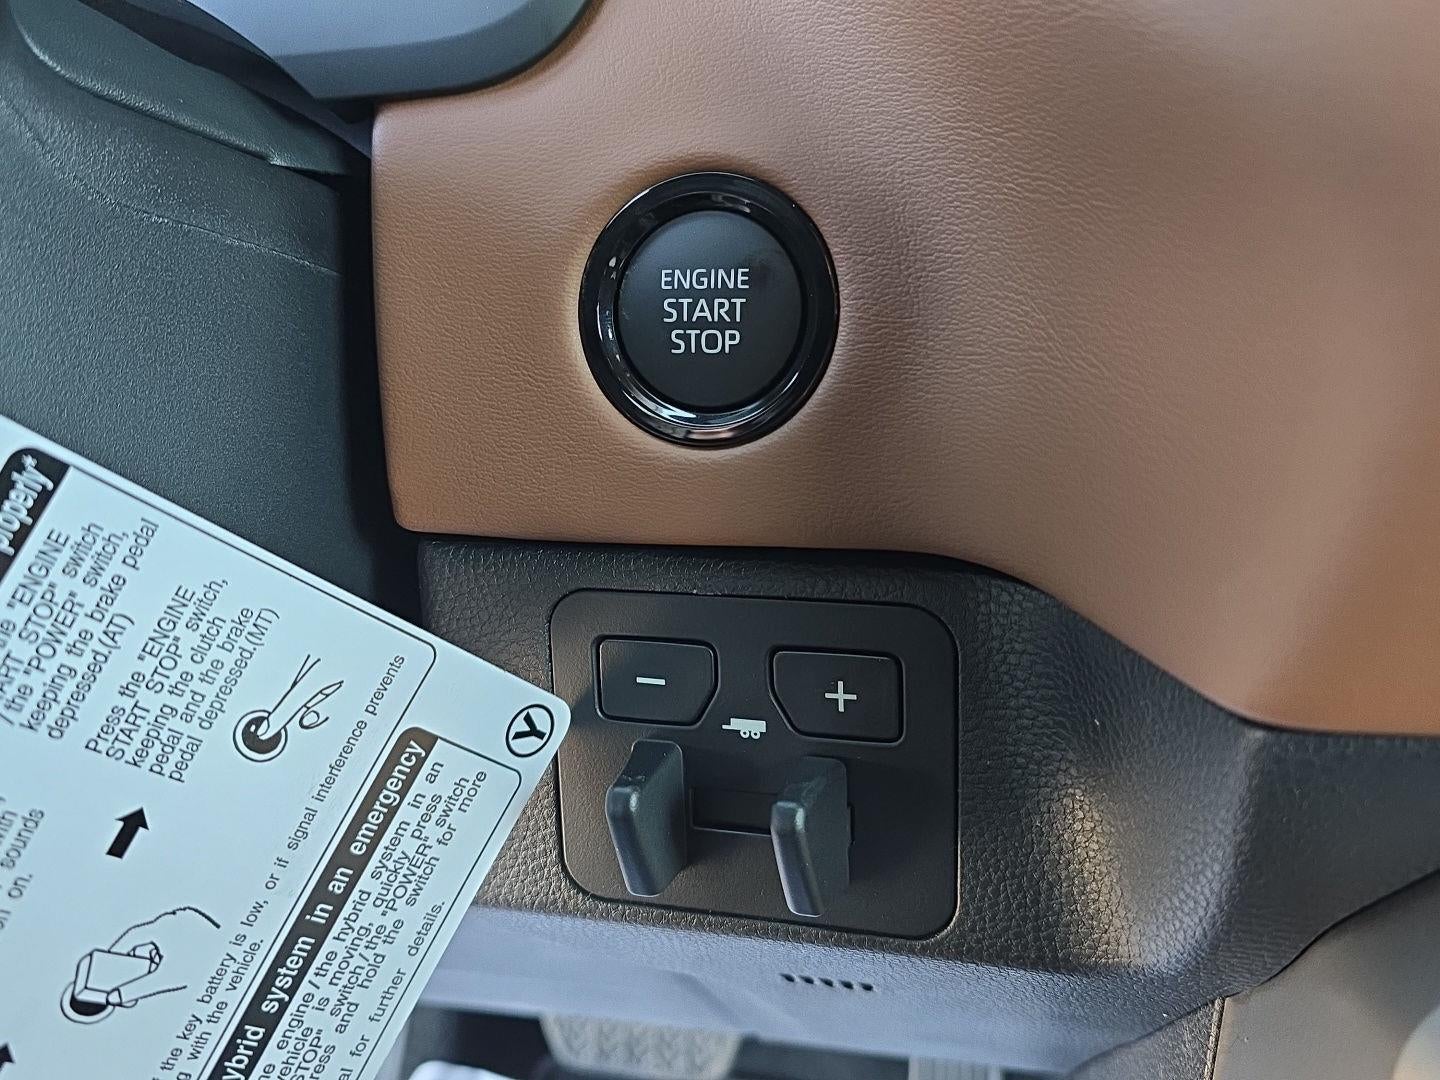 ENGINE
START
STOP
−
+
properly*
"ENGINE
START STOP" switch
/the "POWER" switch,
keeping the brake pedal
depressed.(AT)
Press the "ENGINE
START STOP" switch,
keeping the clutch
pedal and the brake
pedal depressed.(MT)
sounds
on.
the key battery is low, or if signal interference prevents
with the vehicle.
Y
hybrid system in an emergency
engine / the hybrid system in an
vehicle is moving, quickly press
STOP" switch / the "POWER" switch
press and hold the switch for more
for further details.